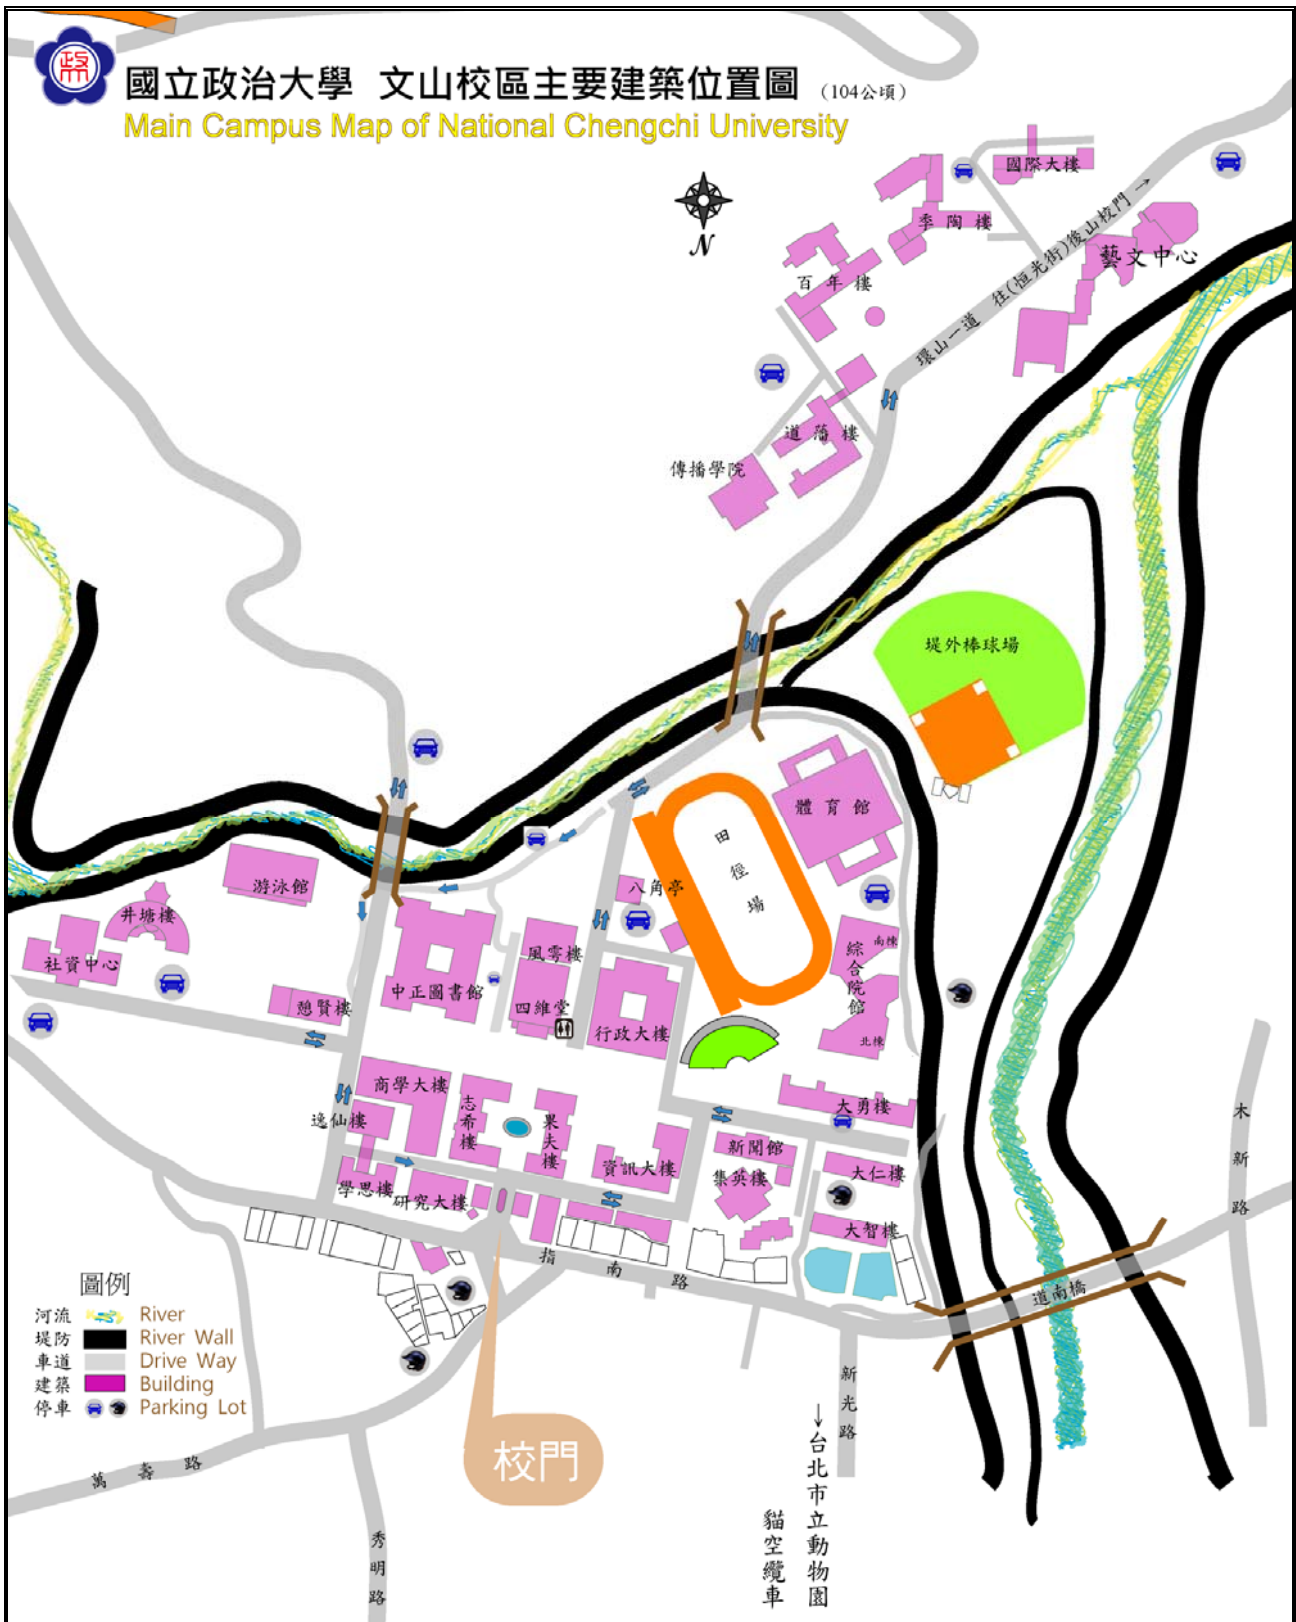 國立政治大學 文山校區主要建築位置圖 (104公頃)
Main Campus Map of National Chengchi University
N
國際大樓
季陶樓
藝文中心
百年樓
環山一道 往(恒光街)後山校門→
道藩樓
傳播學院
堤外棒球場
體育館
田徑場
八角亭
游泳館
井塘樓
社資中心
憩賢樓
中正圖書館
風雩樓
四維堂
行政大樓
綜合院館
南棟
北棟
商學大樓
志希樓
果夫樓
逸仙樓
資訊大樓
大勇樓
新聞館
集英樓
大仁樓
大智樓
學思樓
研究大樓
指南路
道南橋
木新路
新光路
萬壽路
秀明路
校門
↓台北市立動物園
貓空纜車
圖例
河流 River
堤防 River Wall
車道 Drive Way
建築 Building
停車 Parking Lot